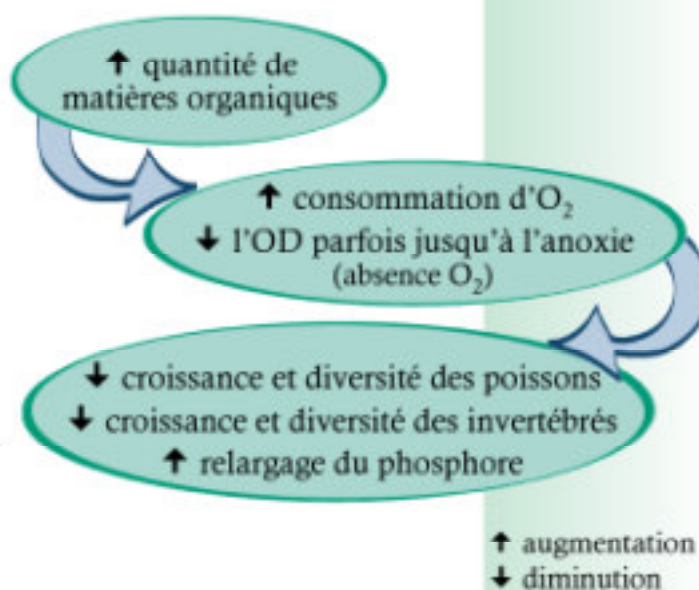 ↑ quantité de
matières organiques
↑ consommation d'O₂
↓ l'OD parfois jusqu'à l'anoxie
(absence O₂)
↓ croissance et diversité des poissons
↓ croissance et diversité des invertébrés
↑ relargage du phosphore
↑ augmentation
↓ diminution